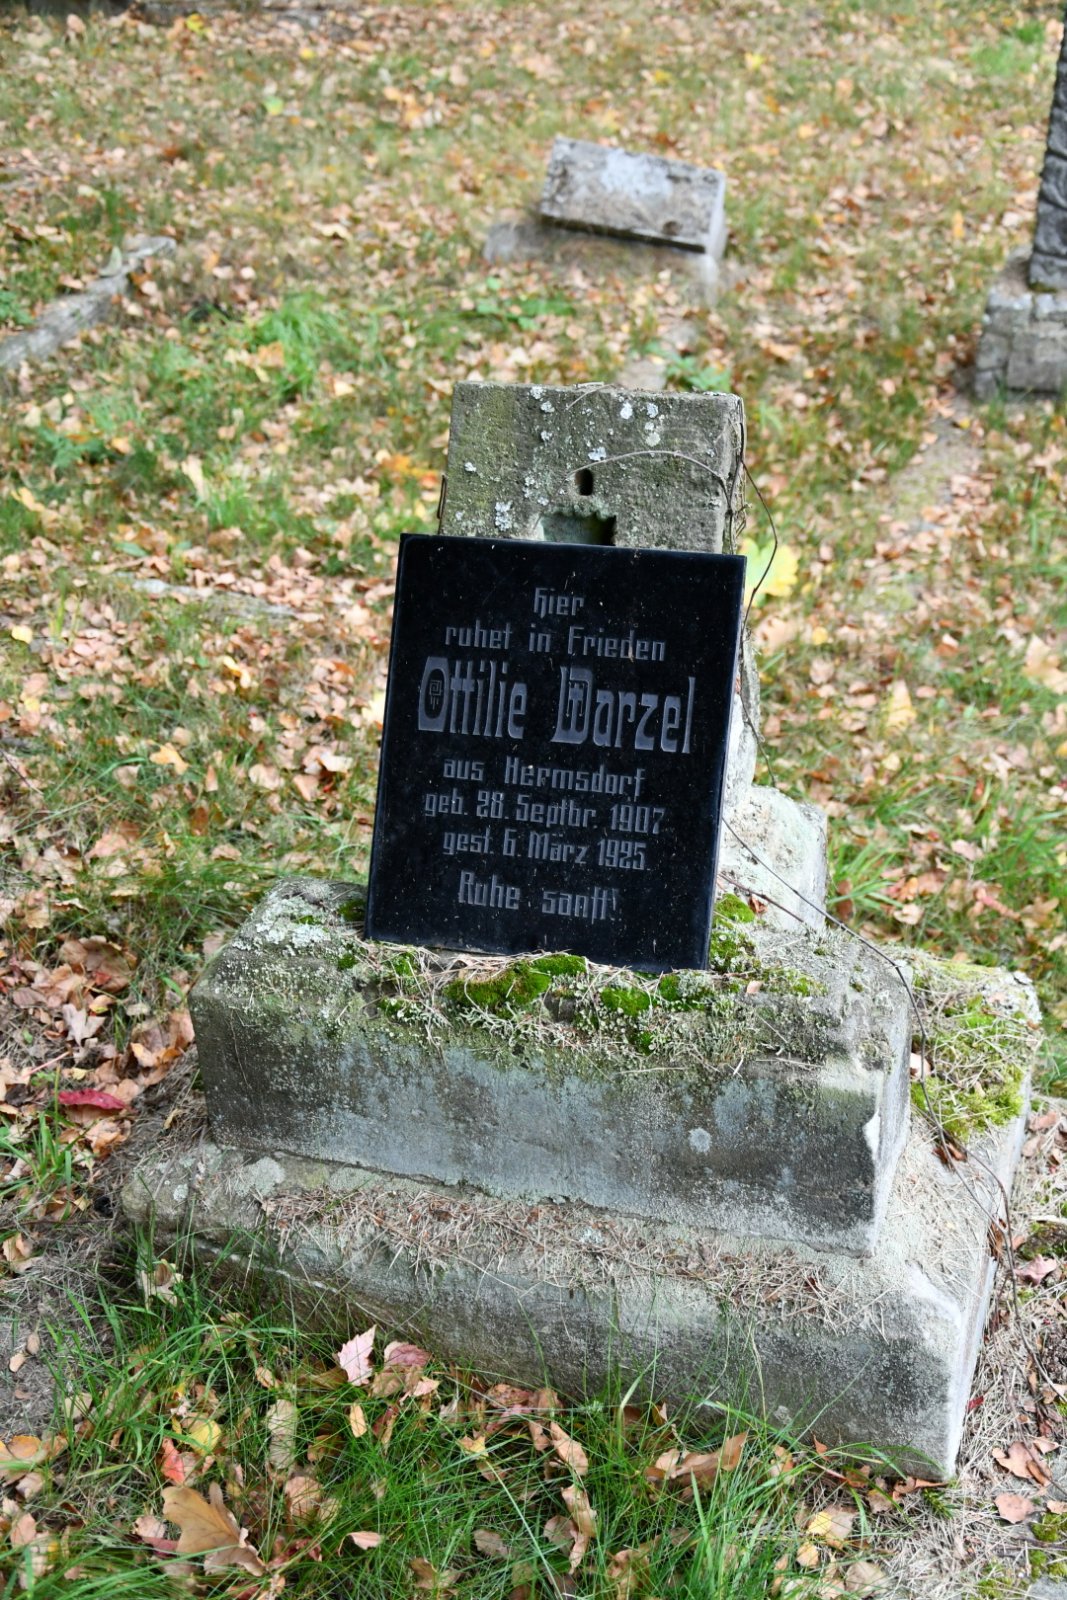 Hier
ruhet in Frieden
Ottilie Warzel
aus Hermsdorf
geb. 28. Septbr. 1907
gest. 6. März 1925.
Ruhe sanft!